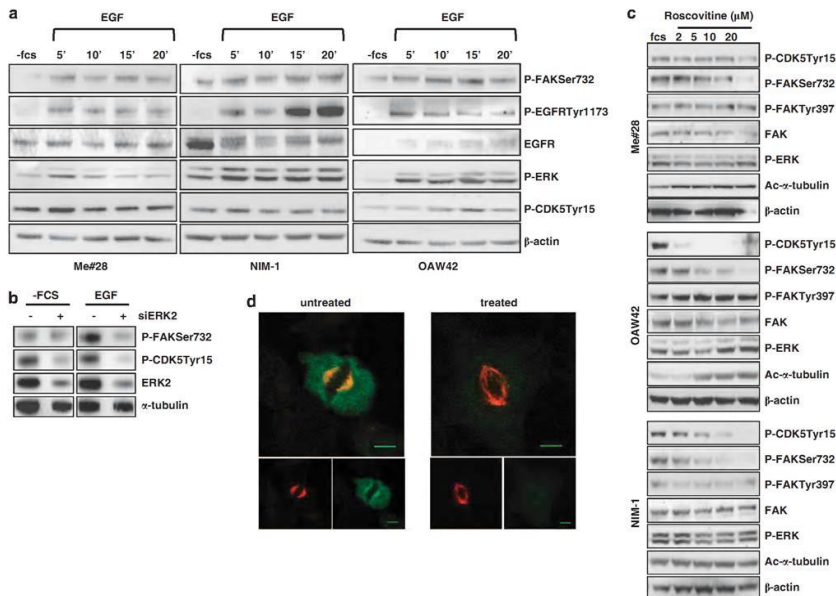 a
EGF EGF EGF
-fcs 5' 10' 15' 20' -fcs 5' 10' 15' 20' -fcs 5' 10' 15' 20'
P-FAKSer732
P-EGFRTyr1173
EGFR
P-ERK
P-CDK5Tyr15
β-actin
Me#28 NIM-1 OAW42
b
-FCS EGF
- + - + siERK2
P-FAKSer732
P-CDK5Tyr15
ERK2
α-tubulin
d
untreated treated
c
Roscovitine (μM)
fcs 2 5 10 20
Me#28
P-CDK5Tyr15
P-FAKSer732
P-FAKTyr397
FAK
P-ERK
Ac-α-tubulin
β-actin
OAW42
P-CDK5Tyr15
P-FAKSer732
P-FAKTyr397
FAK
P-ERK
Ac-α-tubulin
β-actin
NIM-1
P-CDK5Tyr15
P-FAKSer732
P-FAKTyr397
FAK
P-ERK
Ac-α-tubulin
β-actin